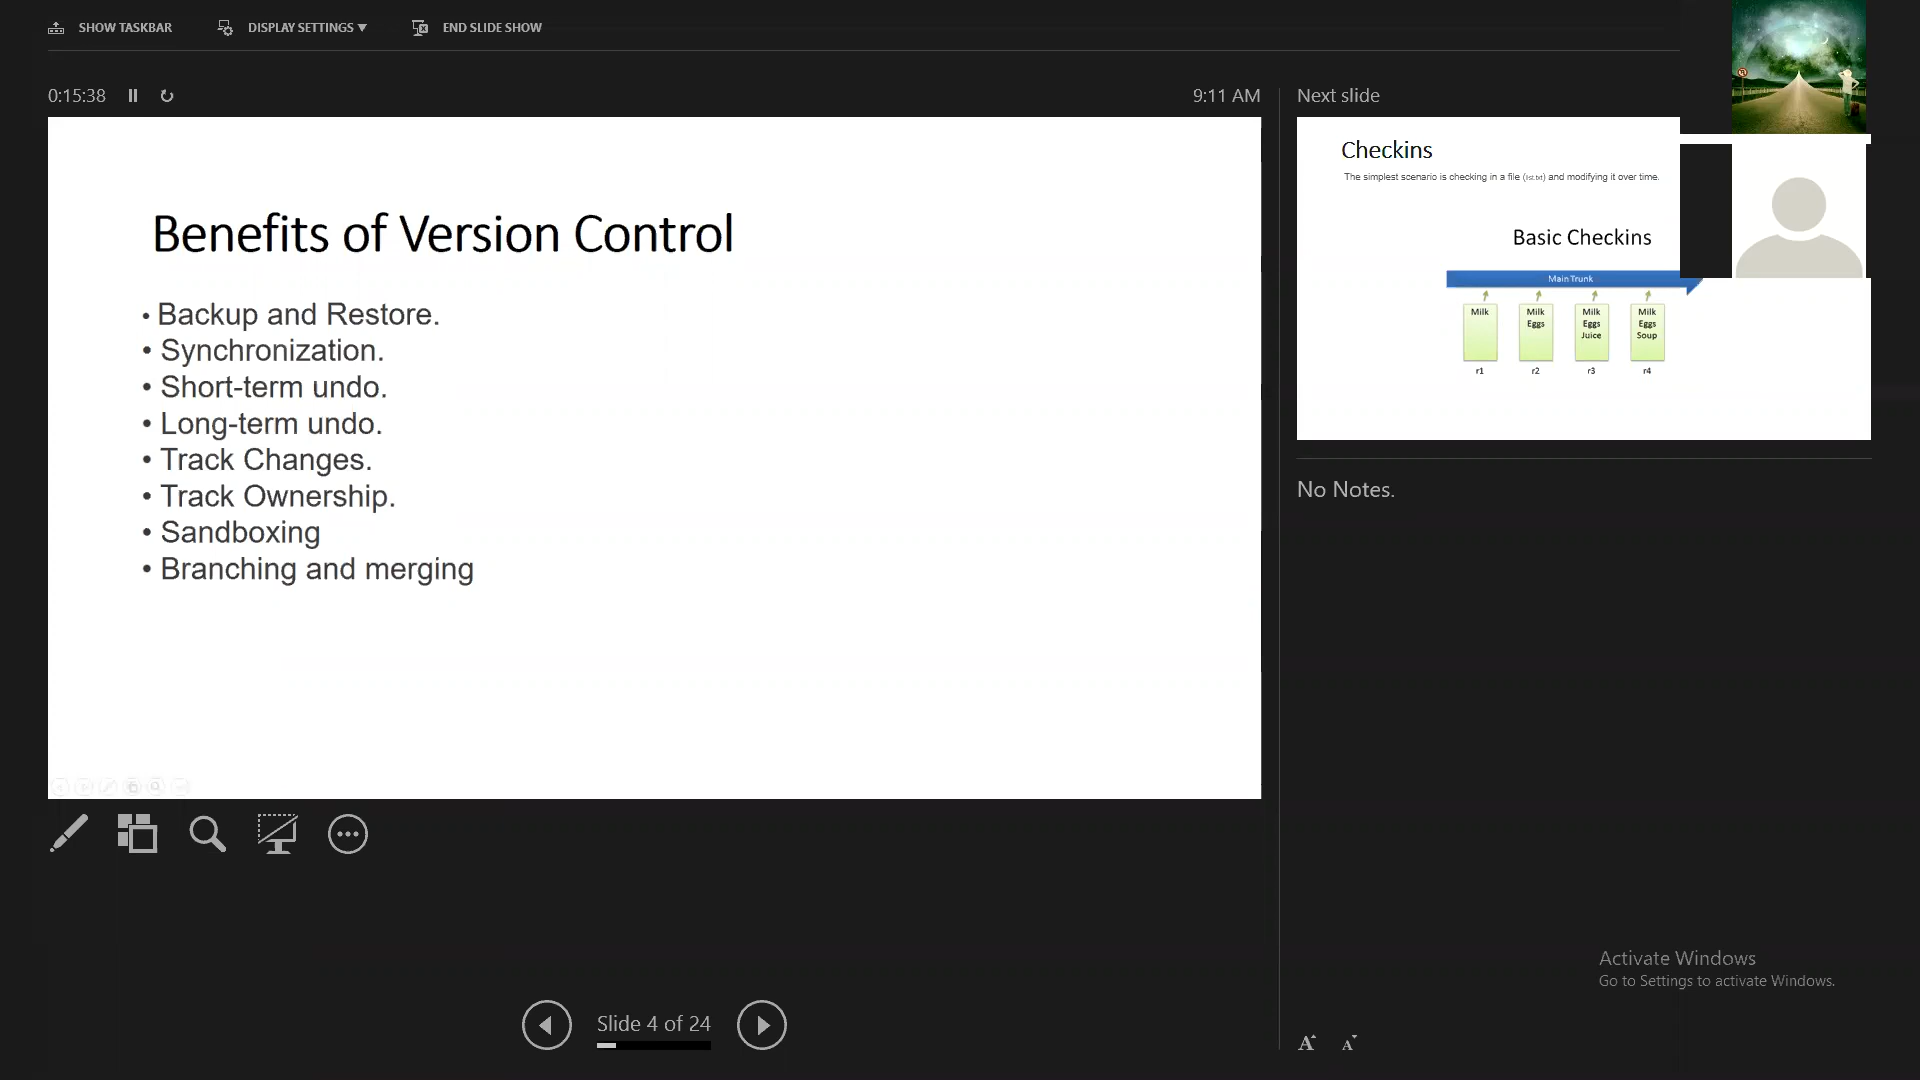 SHOW TASKBAR
DISPLAY SETTINGS
END SLIDE SHOW
0:15:38
9:11 AM
Benefits of Version Control
• Backup and Restore.
• Synchronization.
• Short-term undo.
• Long-term undo.
• Track Changes.
• Track Ownership.
• Sandboxing
• Branching and merging
Slide 4 of 24
Next slide
Checkins
The simplest scenario is checking in a file (list.txt) and modifying it over time.
Basic Checkins
Main Trunk
Milk
r1
Milk
Eggs
r2
Milk
Eggs
Juice
r3
Milk
Eggs
Soup
r4
No Notes.
Activate Windows
Go to Settings to activate Windows.
A A